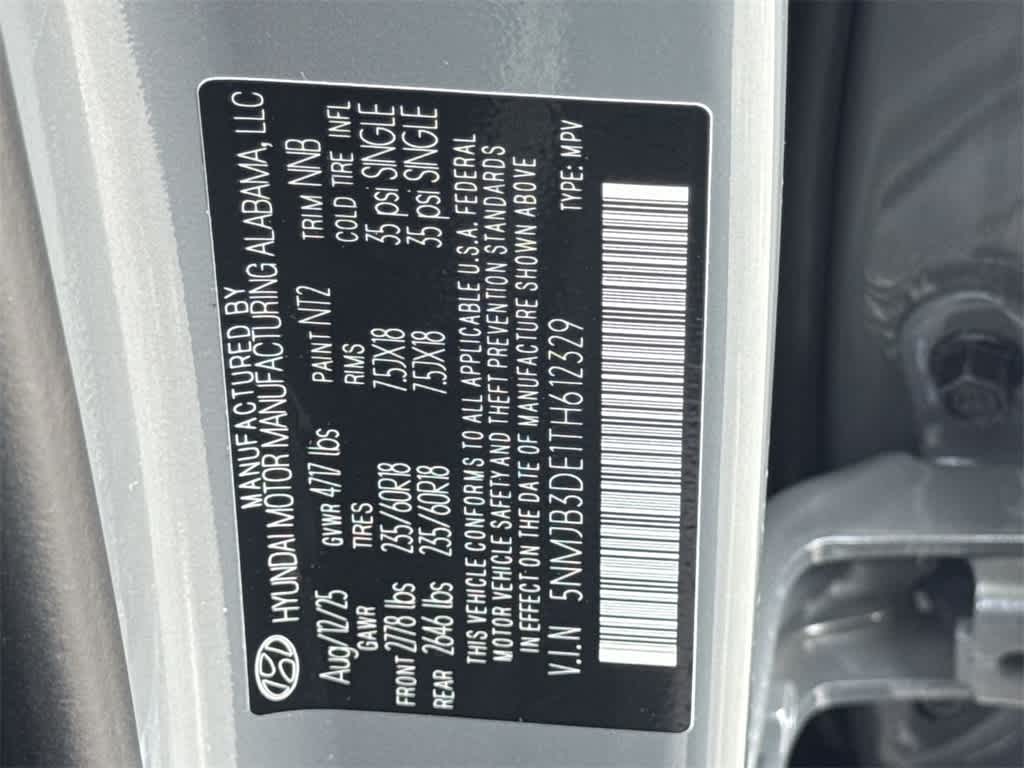 MANUFACTURED BY
HYUNDAI MOTOR MANUFACTURING ALABAMA, LLC
Aug/12/25 GVWR 4717 lbs PAINT NT2 TRIM NNB
GAWR TIRES RIMS COLD TIRE INFL
FRONT 2778 lbs 235/60R18 7.5JX18 35 psi SINGLE
REAR 2646 lbs 235/60R18 7.5JX18 35 psi SINGLE
THIS VEHICLE CONFORMS TO ALL APPLICABLE U.S.A. FEDERAL
MOTOR VEHICLE SAFETY AND THEFT PREVENTION STANDARDS
IN EFFECT ON THE DATE OF MANUFACTURE SHOWN ABOVE
V.I.N 5NMJB3DE1TH612329 TYPE: MPV